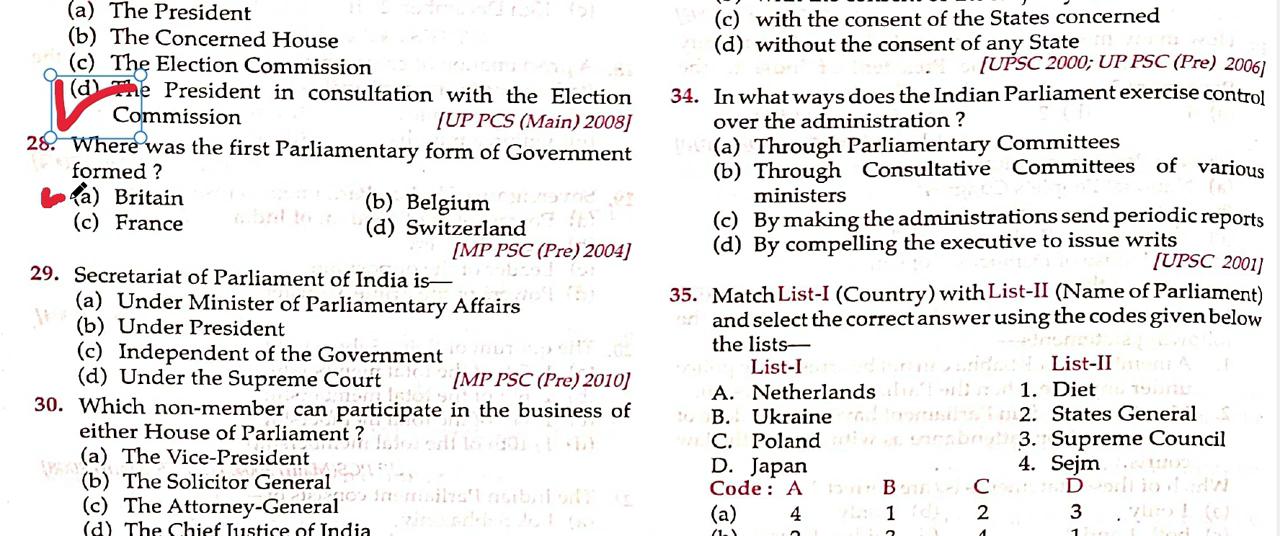 (a) The President
(b) The Concerned House
(c) The Election Commission
(d) The President in consultation with the Election
Commission [UP PCS (Main) 2008]
28. Where was the first Parliamentary form of Government
formed ?
(a) Britain (b) Belgium
(c) France (d) Switzerland
[MP PSC (Pre) 2004]
29. Secretariat of Parliament of India is—
(a) Under Minister of Parliamentary Affairs
(b) Under President
(c) Independent of the Government
(d) Under the Supreme Court [MP PSC (Pre) 2010]
30. Which non-member can participate in the business of
either House of Parliament ?
(a) The Vice-President
(b) The Solicitor General
(c) The Attorney-General
(d) The Chief Justice of India
(c) with the consent of the States concerned
(d) without the consent of any State
[UPSC 2000; UP PSC (Pre) 2006]
34. In what ways does the Indian Parliament exercise control
over the administration ?
(a) Through Parliamentary Committees
(b) Through Consultative Committees of various
ministers
(c) By making the administrations send periodic reports
(d) By compelling the executive to issue writs
[UPSC 2001]
35. Match List-I (Country) with List-II (Name of Parliament)
and select the correct answer using the codes given below
the lists—
List-I List-II
A. Netherlands 1. Diet
B. Ukraine 2. States General
C. Poland 3. Supreme Council
D. Japan 4. Sejm
Code : A B C D
(a) 4 1 2 3